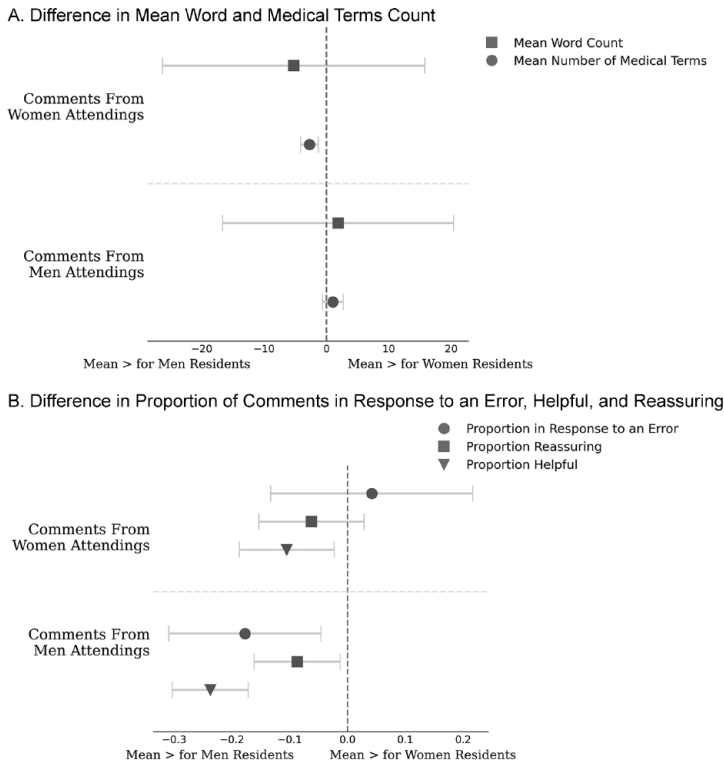 A. Difference in Mean Word and Medical Terms Count
Mean Word Count
Mean Number of Medical Terms
Comments From
Women Attendings
Comments From
Men Attendings
−20 −10 0 10 20
Mean > for Men Residents Mean > for Women Residents
B. Difference in Proportion of Comments in Response to an Error, Helpful, and Reassuring
Proportion in Response to an Error
Proportion Reassuring
Proportion Helpful
Comments From
Women Attendings
Comments From
Men Attendings
−0.3 −0.2 −0.1 0.0 0.1 0.2
Mean > for Men Residents Mean > for Women Residents